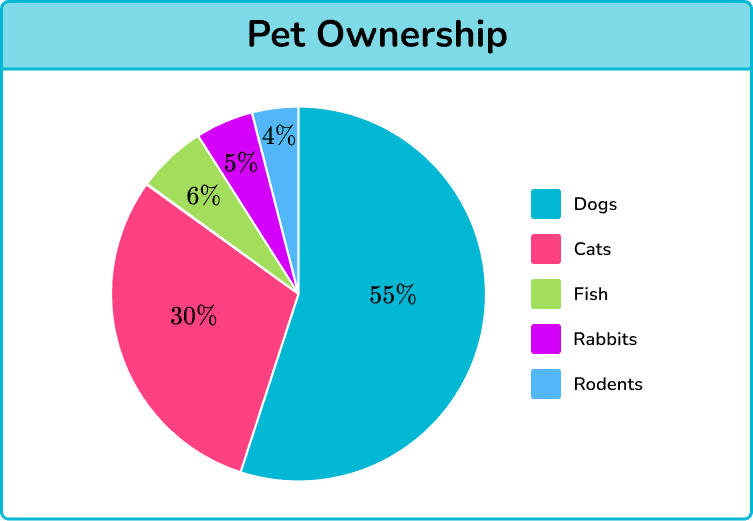 Pet Ownership
4%
5%
6%
55%
30%
Dogs
Cats
Fish
Rabbits
Rodents